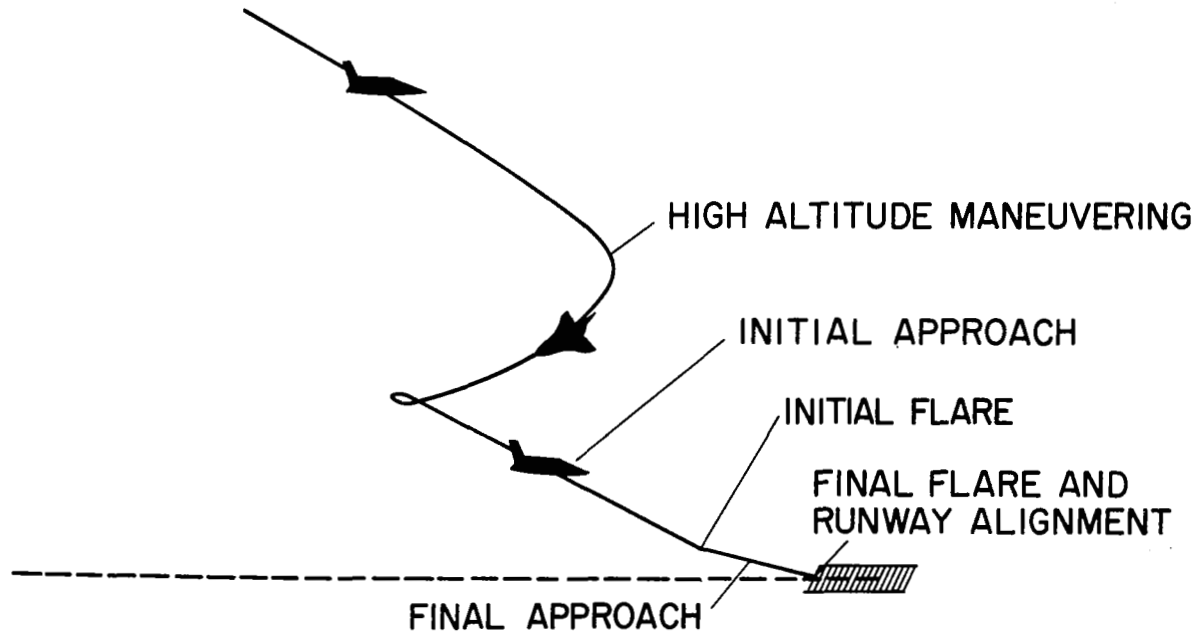 HIGH ALTITUDE MANEUVERING
INITIAL APPROACH
INITIAL FLARE
FINAL FLARE AND
RUNWAY ALIGNMENT
FINAL APPROACH